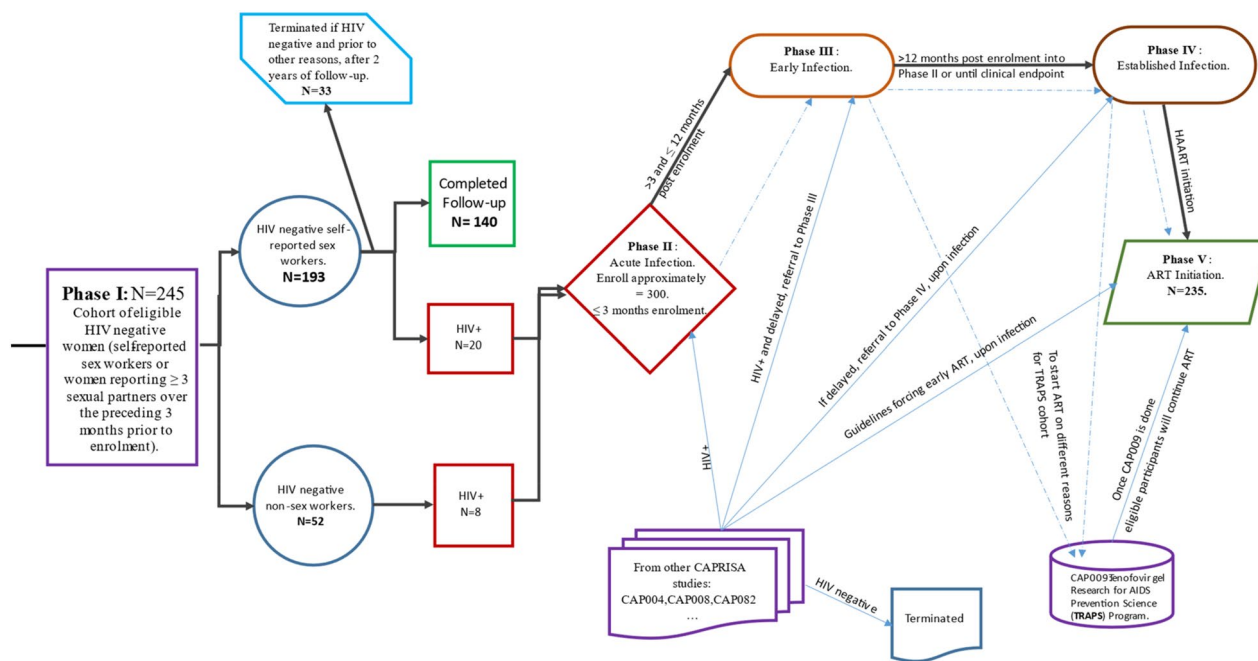 Terminated if HIV
negative and prior to
other reasons, after 2
years of follow-up.
N=33
Phase I: N=245
Cohort of eligible
HIV negative
women (self-reported
sex workers or
women reporting ≥ 3
sexual partners over
the preceding 3
months prior to
enrolment).
HIV negative self-
reported sex
workers.
N=193
HIV negative
non-sex workers.
N=52
Completed
Follow-up
N= 140
HIV+
N=20
HIV+
N=8
Phase II :
Acute Infection.
Enroll approximately
= 300.
≤ 3 months enrolment.
>3 and ≤ 12 months
post enrolment
Phase III :
Early Infection.
>12 months post enrolment into
Phase II or until clinical endpoint
Phase IV :
Established Infection.
HAART
initiation
Phase V :
ART Initiation.
N=235.
HIV+
HIV+ and delayed, referral to Phase III
If delayed, referral to Phase IV, upon infection
Guidelines forcing early ART, upon infection
To start ART on different reasons
for TRAPS cohort
Once CAP009 is done
eligible participants will continue ART
From other CAPRISA
studies:
CAP004,CAP008,CAP082
...
HIV negative
Terminated
Research for AIDS
Prevention Science
(TRAPS) Program.